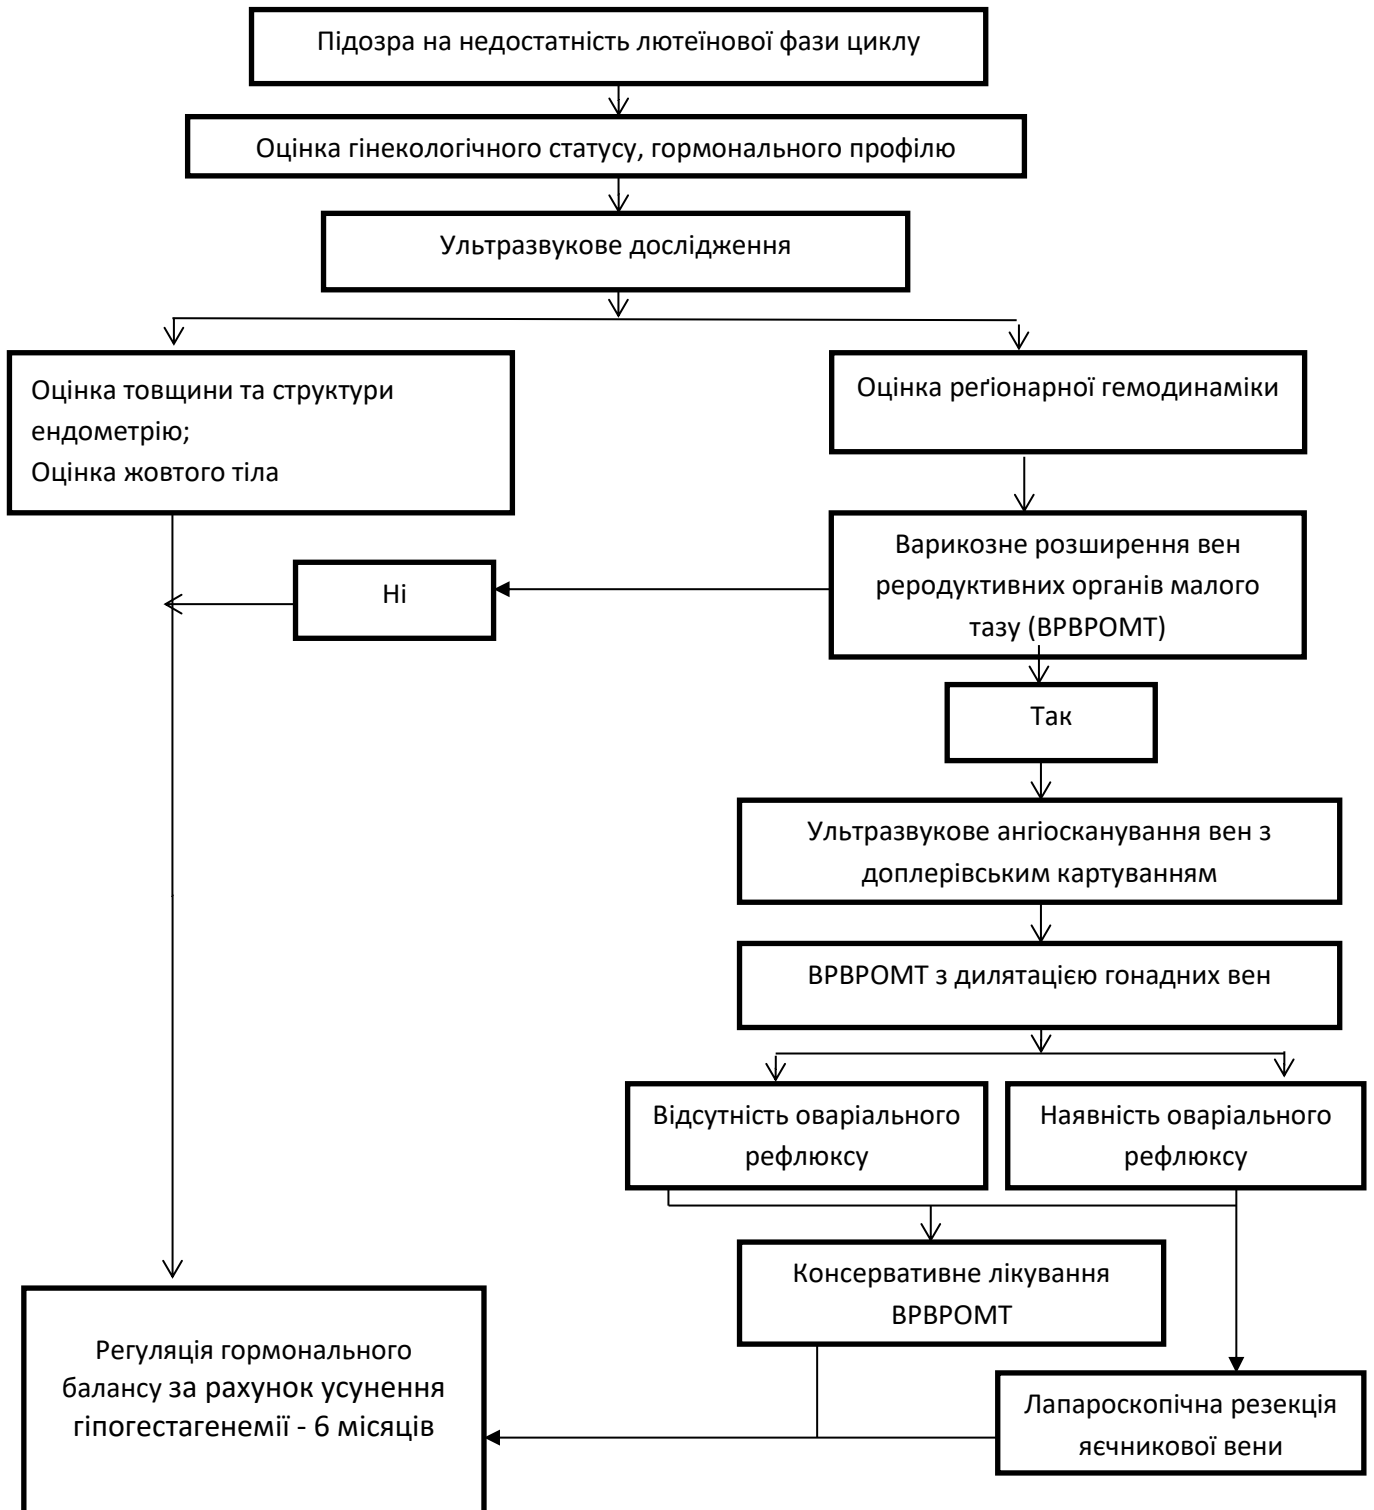 Підозра на недостатність лютеїнової фази циклу
Оцінка гінекологічного статусу, гормонального профілю
Ультразвукове дослідження
Оцінка товщини та структури
ендометрію;
Оцінка жовтого тіла
Оцінка реґіонарної гемодинаміки
Варикозне розширення вен
реродуктивних органів малого
тазу (ВРВРОМТ)
Ні
Так
Ультразвукове ангіосканування вен з
доплерівським картуванням
ВРВРОМТ з дилятацією гонадних вен
Відсутність оваріального
рефлюксу
Наявність оваріального
рефлюксу
Консервативне лікування
ВРВРОМТ
Регуляція гормонального
балансу за рахунок усунення
гіпогестагенемії - 6 місяців
Лапароскопічна резекція
яєчникової вени